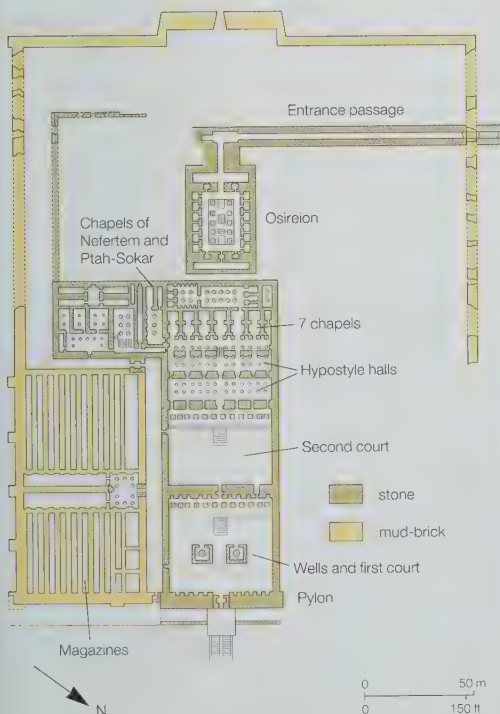 Entrance passage
Osireion
Chapels of
Nefertem and
Ptah-Sokar
7 chapels
Hypostyle halls
Second court
stone
mud-brick
Wells and first court
Pylon
Magazines
N
0 50 m
0 150 ft